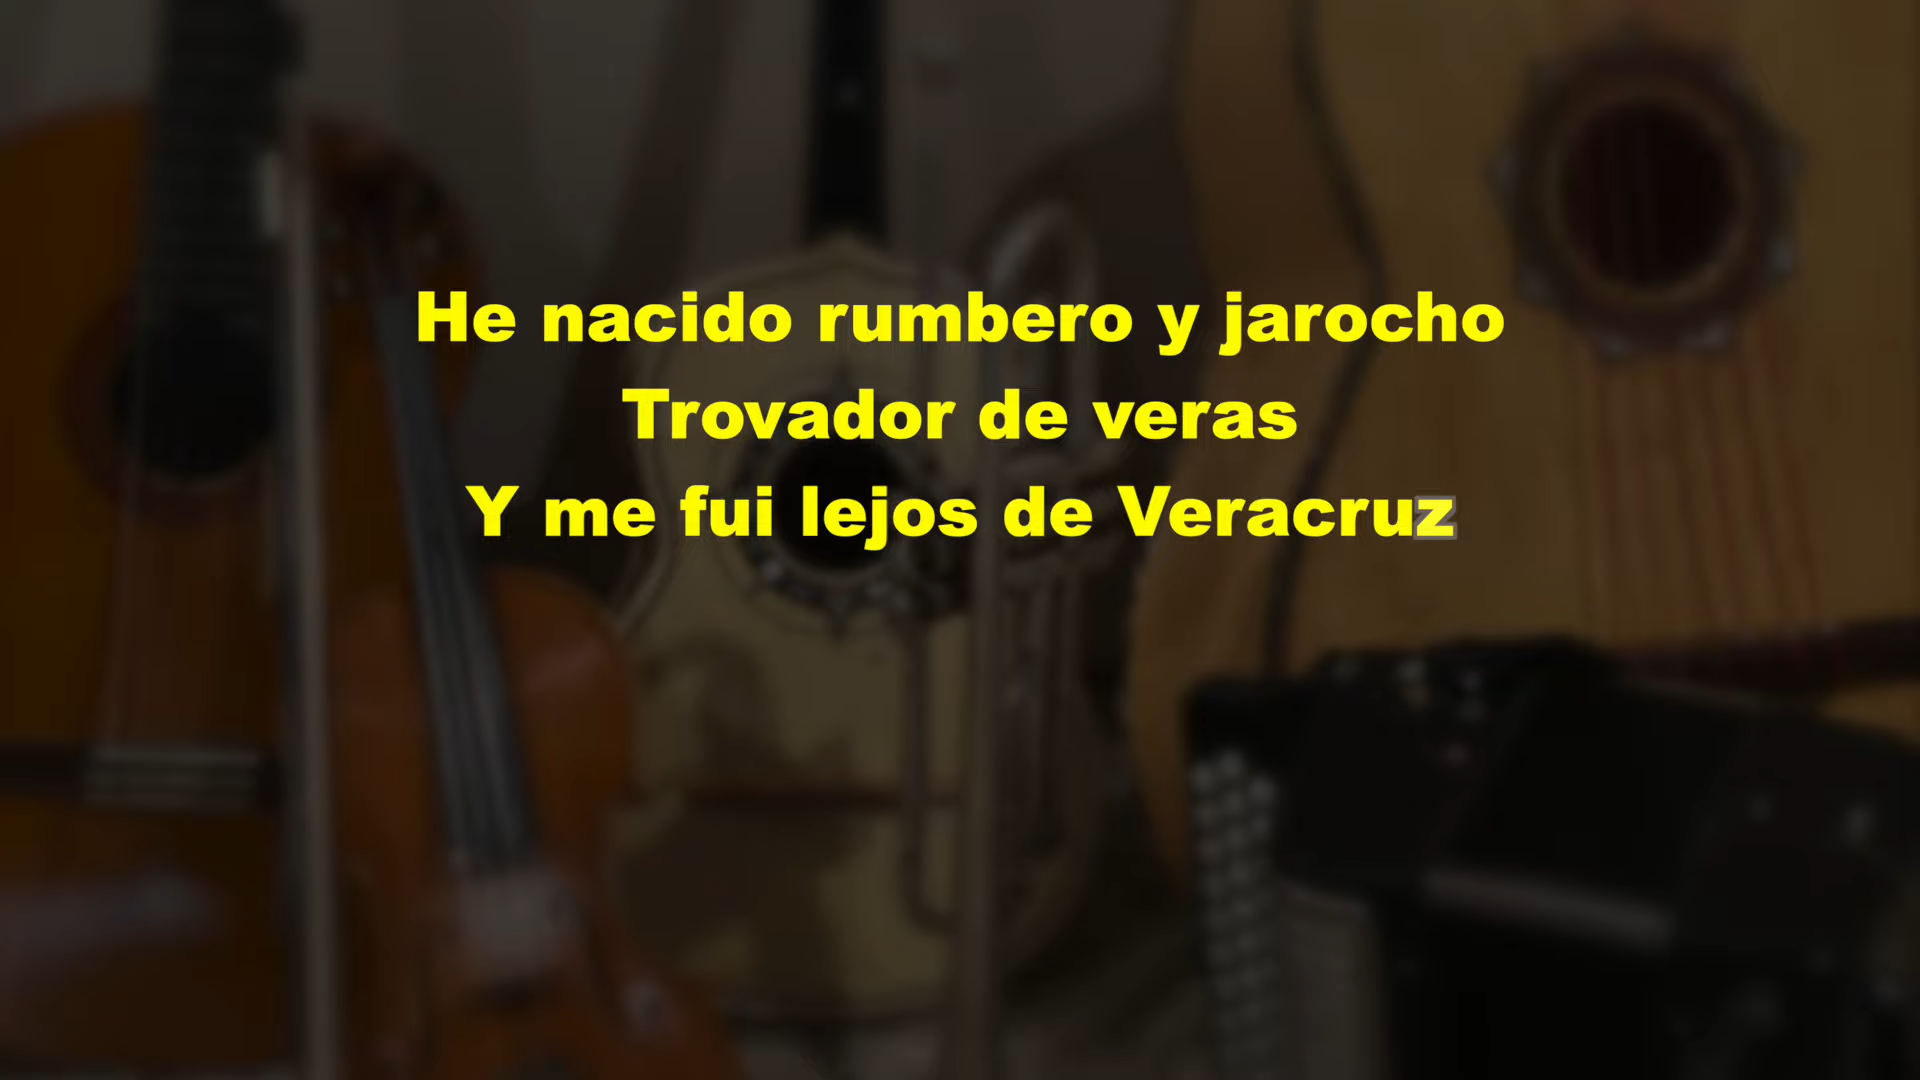 He nacido rumbero y jarocho
Trovador de veras
Y me fui lejos de Veracruz